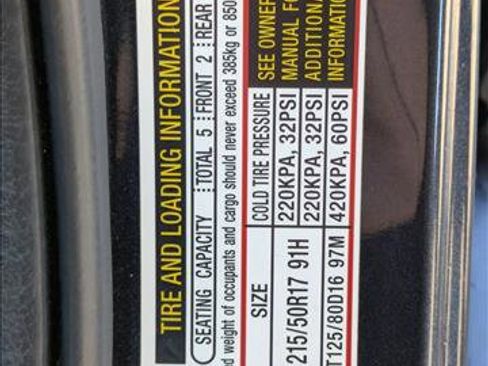 TIRE AND LOADING INFORMATION
SEATING CAPACITY TOTAL 5 FRONT 2 REAR
d weight of occupants and cargo should never exceed 385kg or 850
SIZE COLD TIRE PRESSURE SEE OWNER
215/50R17 91H 220KPA, 32PSI MANUAL FO
220KPA, 32PSI ADDITIONA
T125/80D16 97M 420KPA, 60PSI INFORMATIO